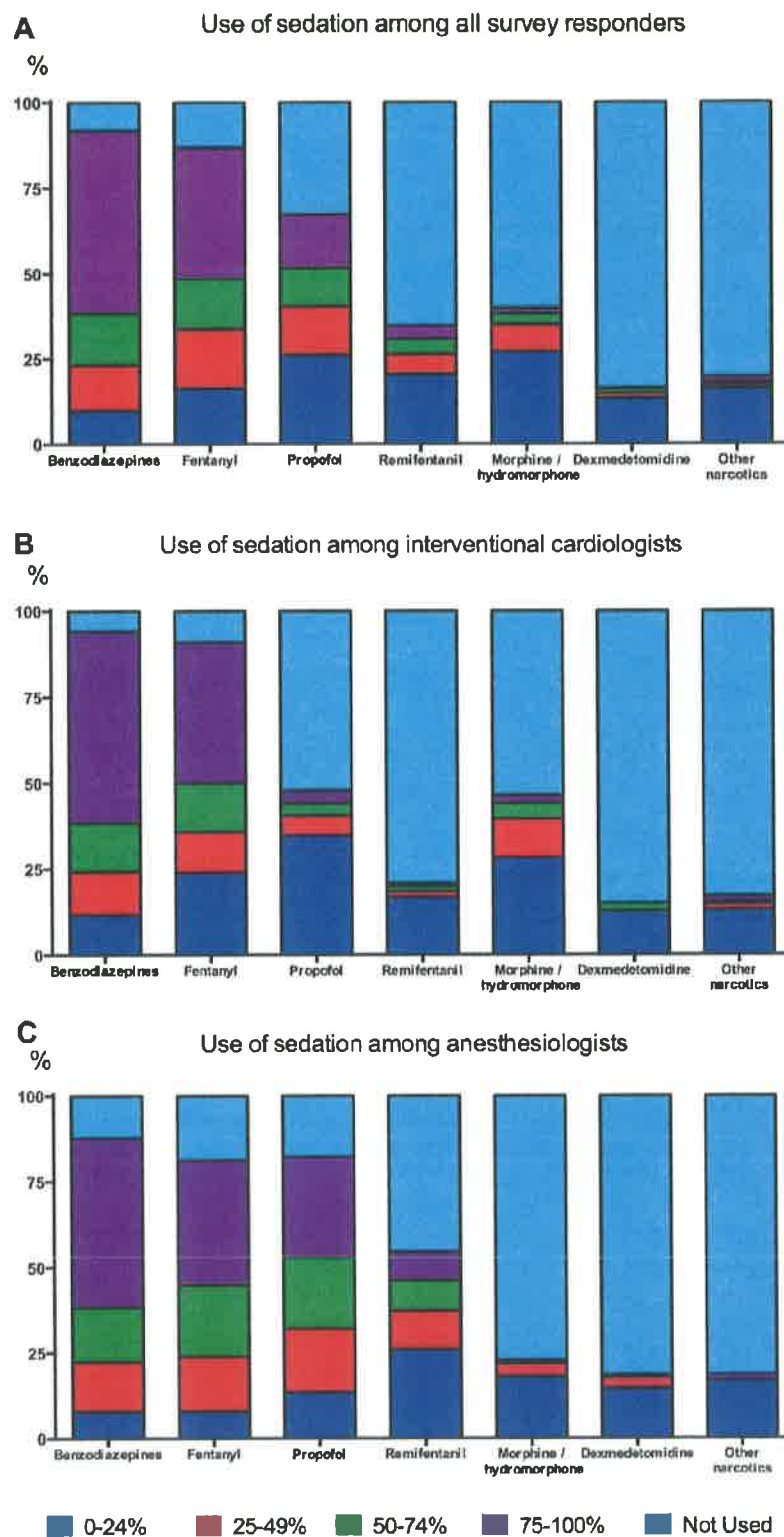 A
Use of sedation among all survey responders
%
100
75
50
25
0
Benzodiazepines Fentanyl Propofol Remifentanil Morphine / Dexmedetomidine Other
hydromorphone narcotics
B
Use of sedation among interventional cardiologists
%
100
75
50
25
0
Benzodiazepines Fentanyl Propofol Remifentanil Morphine / Dexmedetomidine Other
hydromorphone narcotics
C
Use of sedation among anesthesiologists
%
100
75
50
25
0
Benzodiazepines Fentanyl Propofol Remifentanil Morphine / Dexmedetomidine Other
hydromorphone narcotics
0-24% 25-49% 50-74% 75-100% Not Used